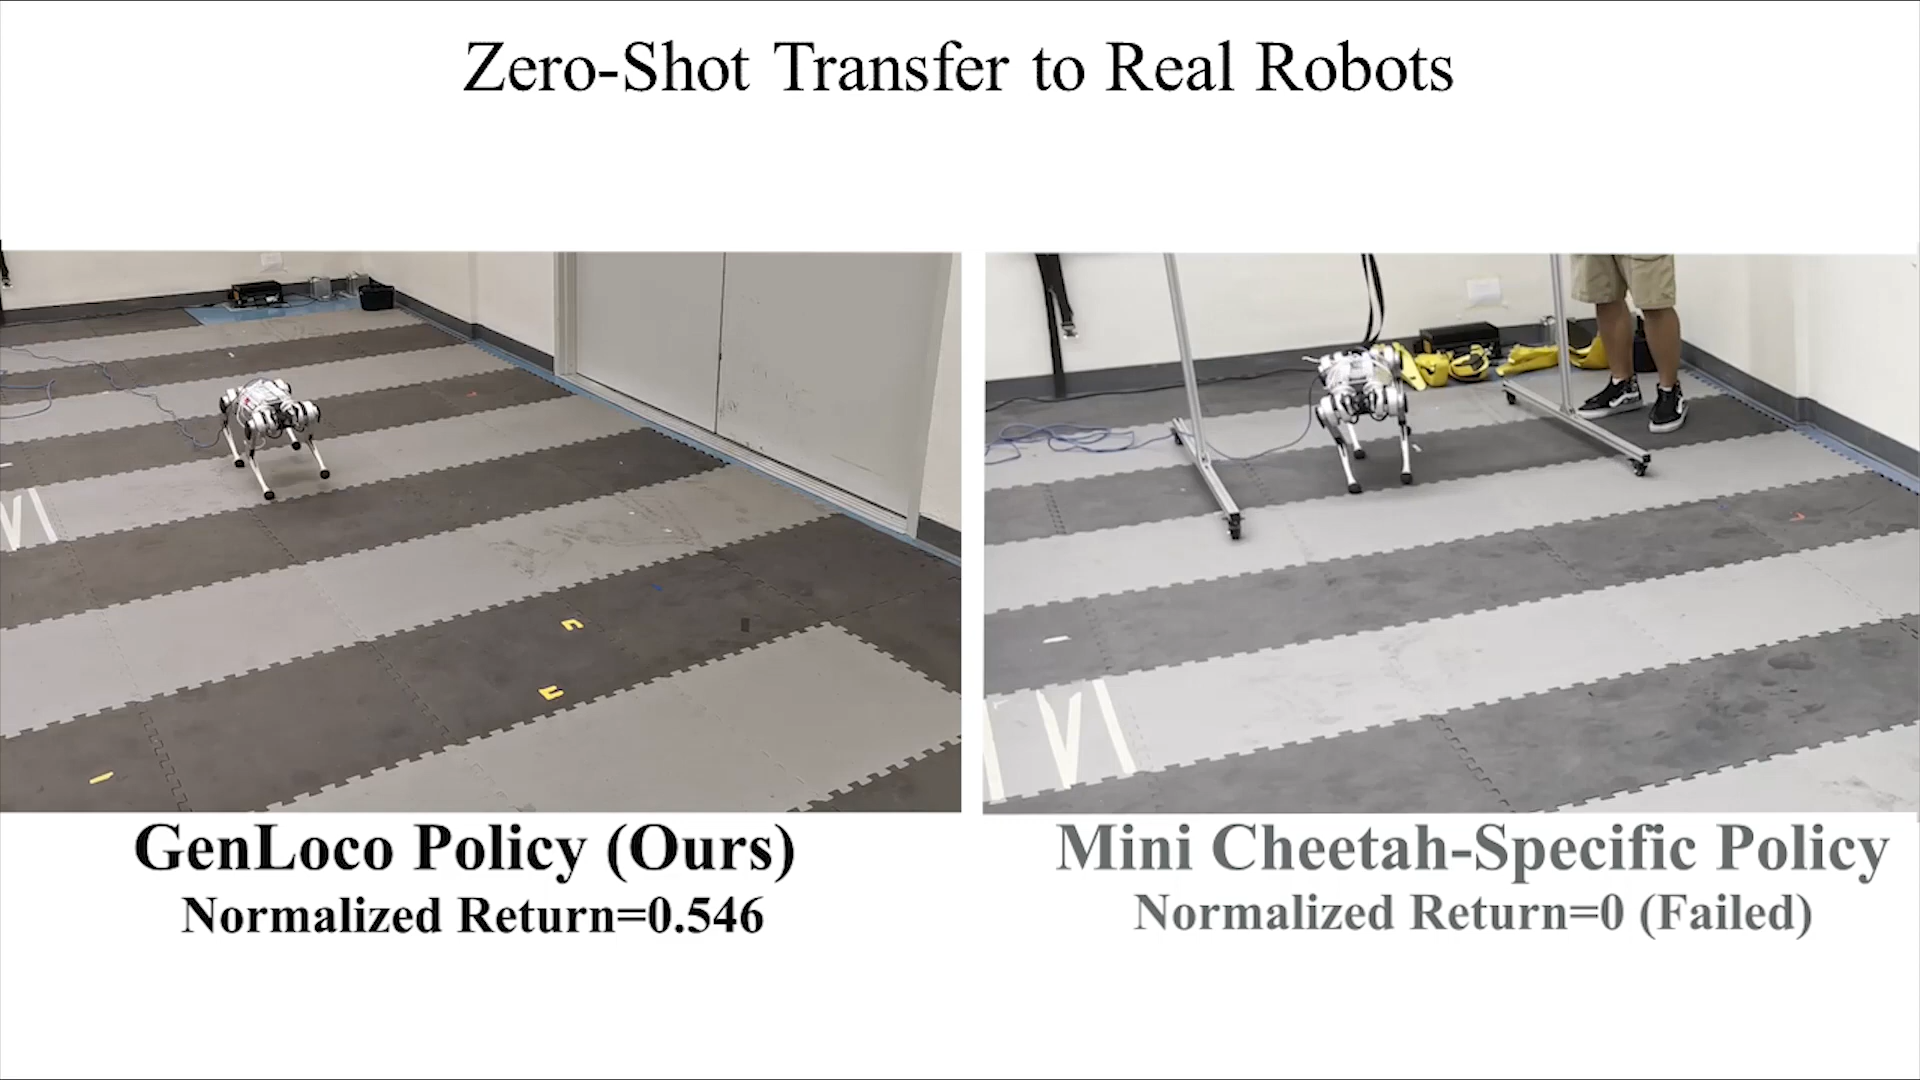 Zero-Shot Transfer to Real Robots
GenLoco Policy (Ours)
Normalized Return=0.546
Mini Cheetah-Specific Policy
Normalized Return=0 (Failed)